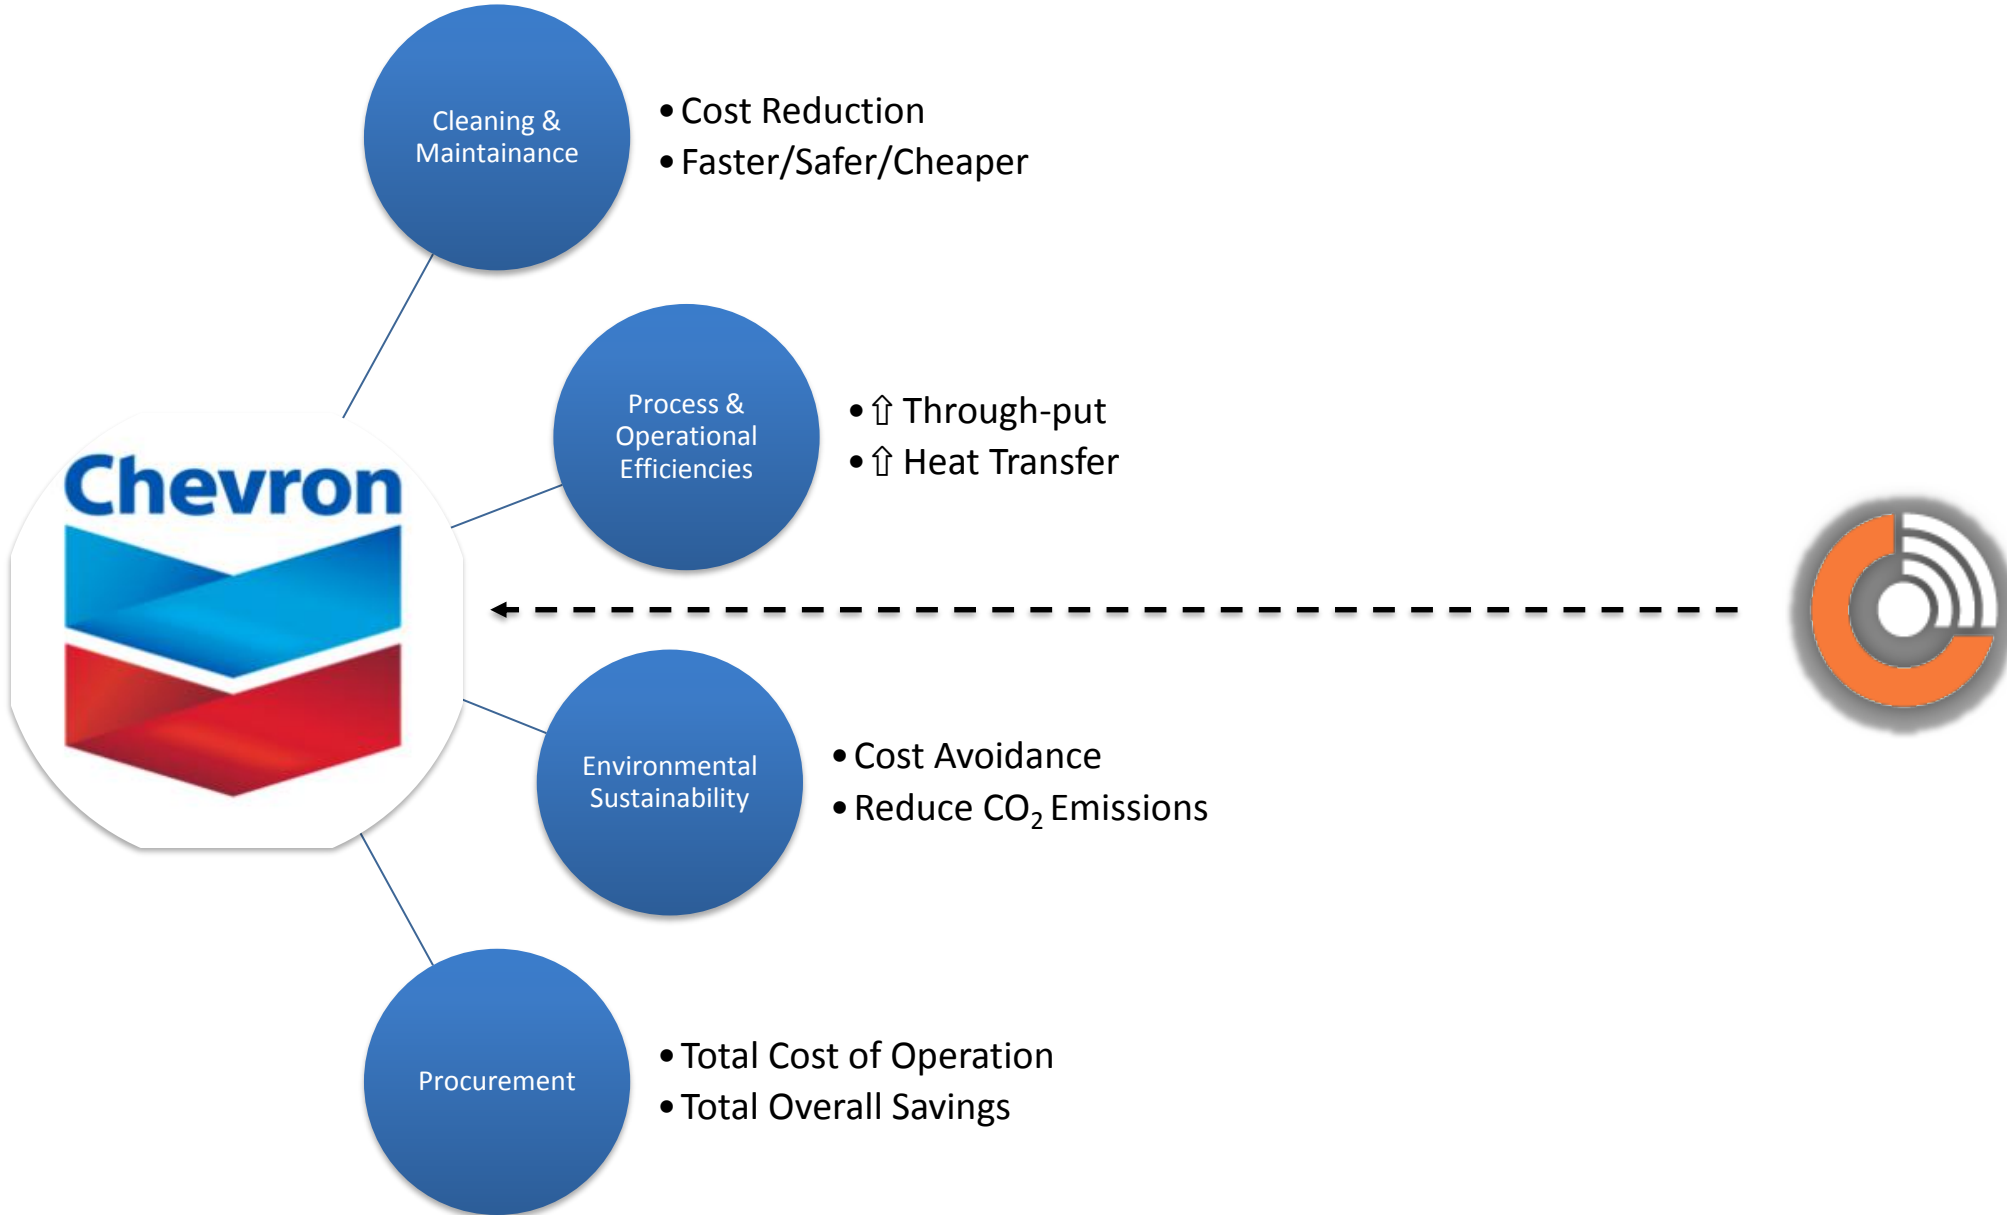 Cleaning &
Maintainance
• Cost Reduction
• Faster/Safer/Cheaper
Process &
Operational
Efficiencies
• ⇧ Through-put
• ⇧ Heat Transfer
Chevron
Environmental
Sustainability
• Cost Avoidance
• Reduce CO₂ Emissions
Procurement
• Total Cost of Operation
• Total Overall Savings